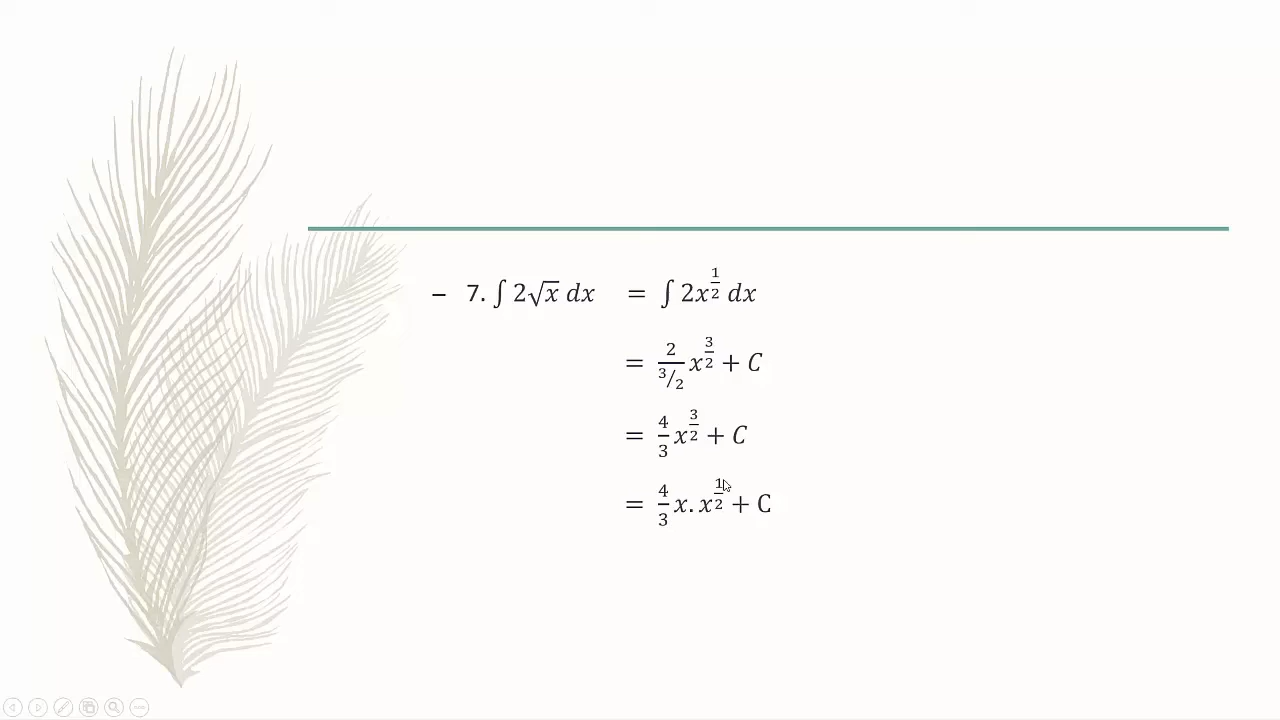 – 7. ∫ 2√x dx = ∫ 2x^(1/2) dx
= 2/(3/2) x^(3/2) + C
= 4/3 x^(3/2) + C
= 4/3 x. x^(1/2) + C